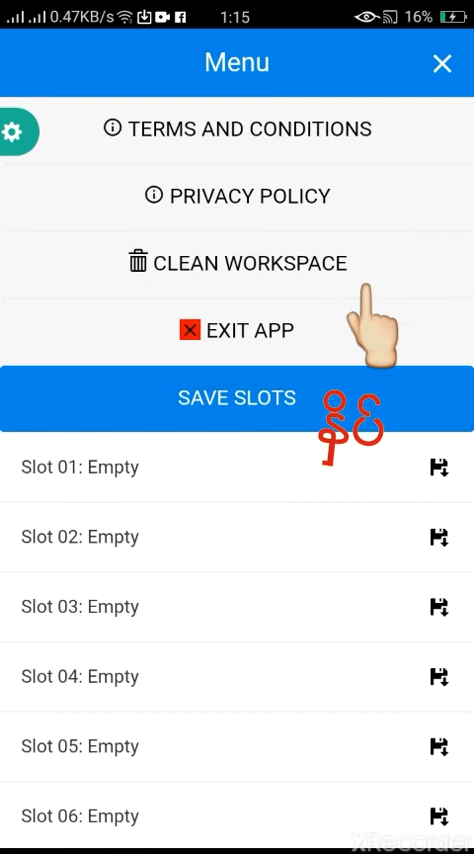 0.47KB/s 1:15 16%
Menu
TERMS AND CONDITIONS
PRIVACY POLICY
CLEAN WORKSPACE
EXIT APP
SAVE SLOTS
နှိပ်
Slot 01: Empty
Slot 02: Empty
Slot 03: Empty
Slot 04: Empty
Slot 05: Empty
Slot 06: Empty
XRecorder